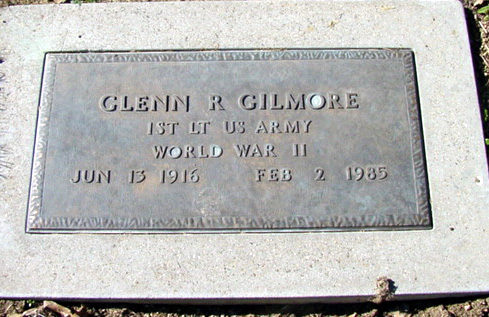 GLENN R GILMORE
1ST LT US ARMY
WORLD WAR II
JUN 13 1916 FEB 2 1985